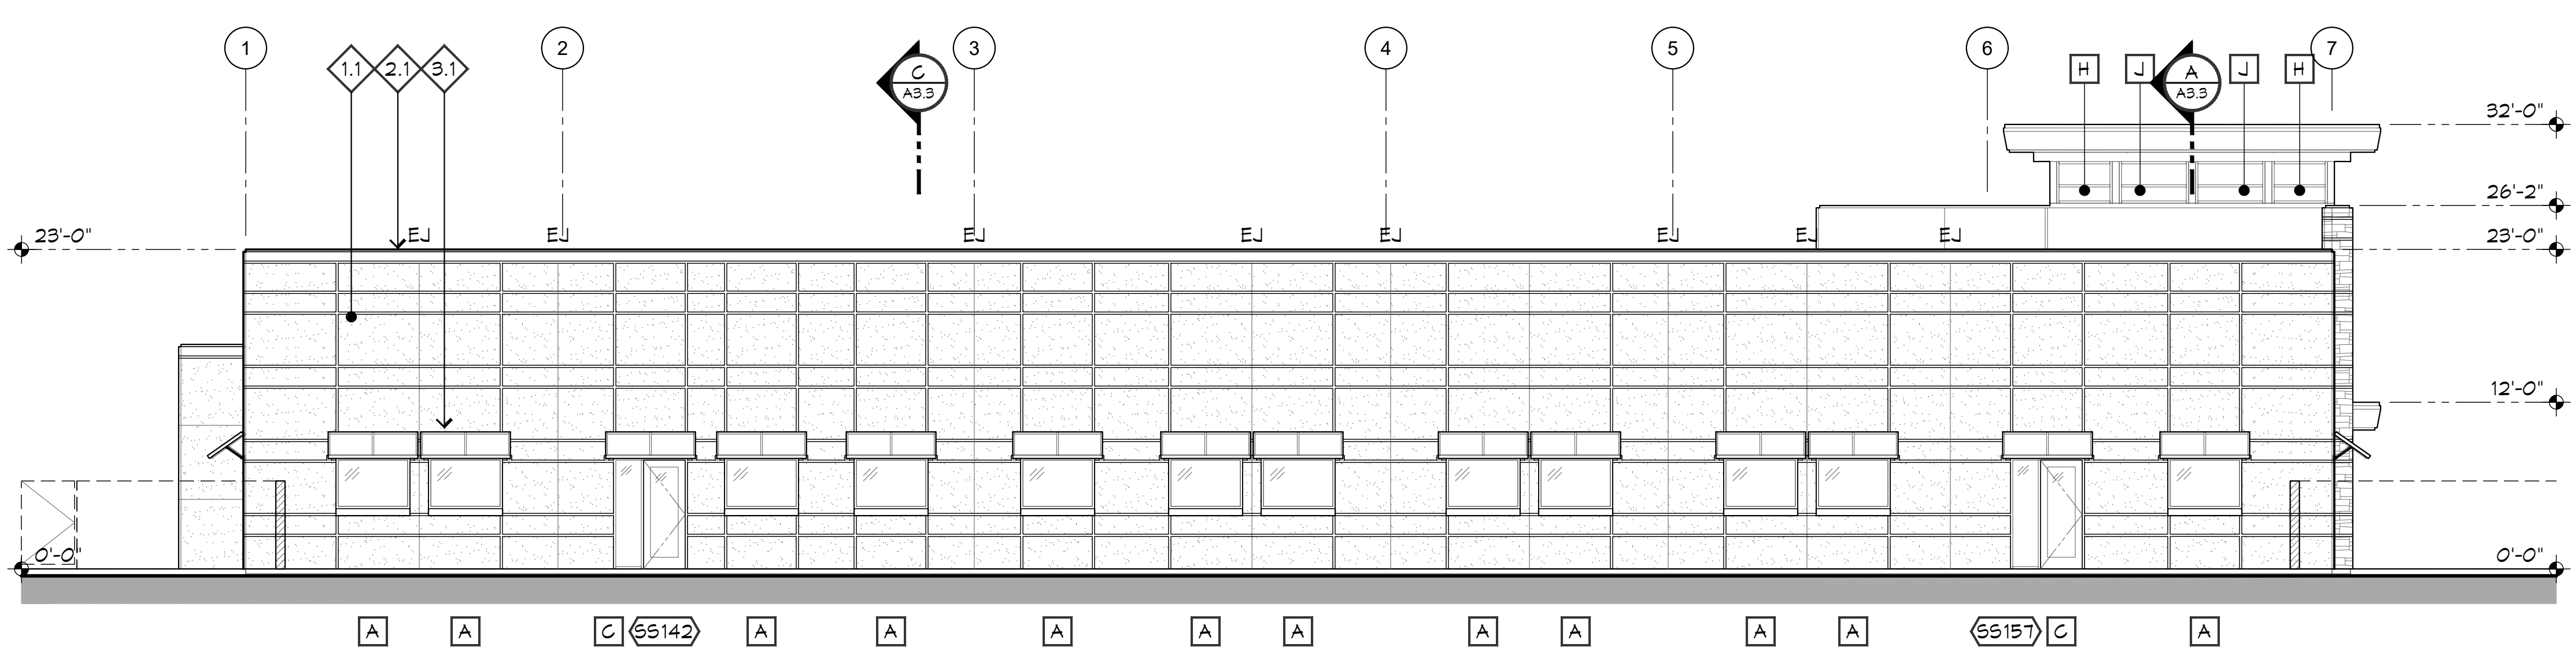 1 2 3 4 5 6 7
1.1 2.1 3.1 C H J A J H
A3.3 A3.3
32'-0"
26'-2"
23'-0" EJ EJ EJ EJ EJ EJ EJ EJ 23'-0"
12'-0"
0'-0" 0'-0"
A A C SS142 A A A A A A A A A SS157 C A